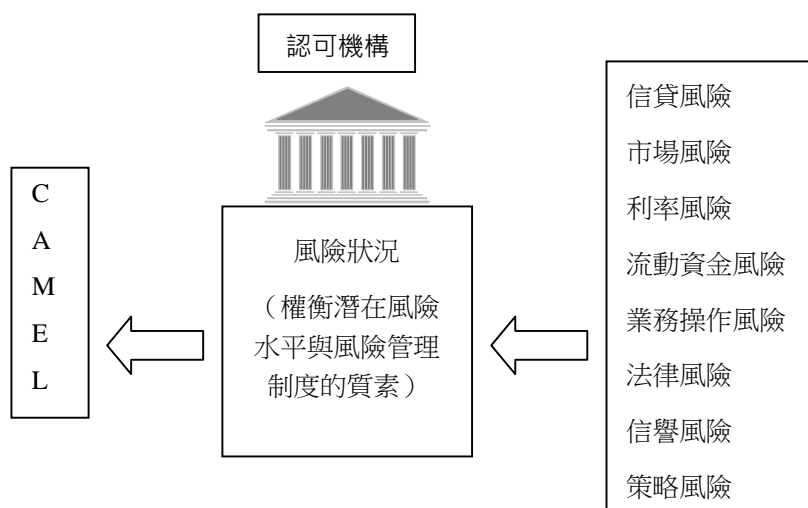 認可機構
C
A
M
E
L
風險狀況
（權衡潛在風險
水平與風險管理
制度的質素）
信貸風險
市場風險
利率風險
流動資金風險
業務操作風險
法律風險
信譽風險
策略風險